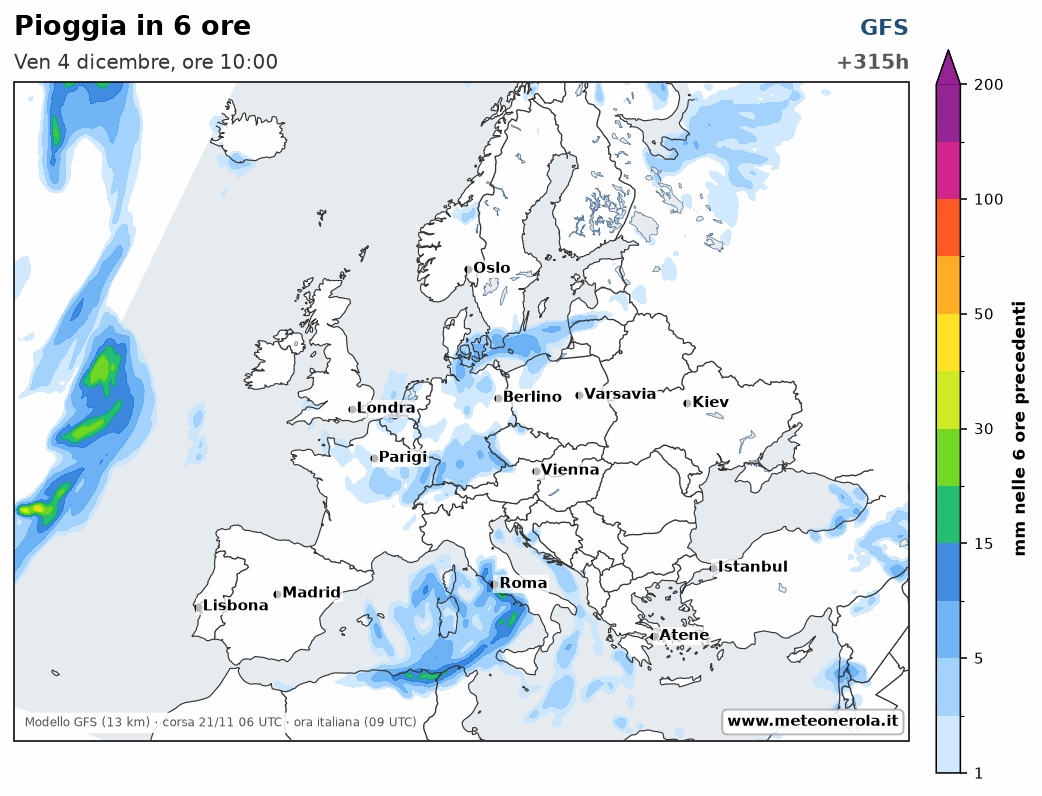 Pioggia in 6 ore
GFS
Ven 4 dicembre, ore 10:00
+315h
200
100
50
30
15
5
1
mm nelle 6 ore precedenti
Oslo
Berlino
Varsavia
Kiev
Londra
Parigi
Vienna
Istanbul
Roma
Madrid
Lisbona
Atene
Modello GFS (13 km) · corsa 21/11 06 UTC · ora italiana (09 UTC)
www.meteonerola.it